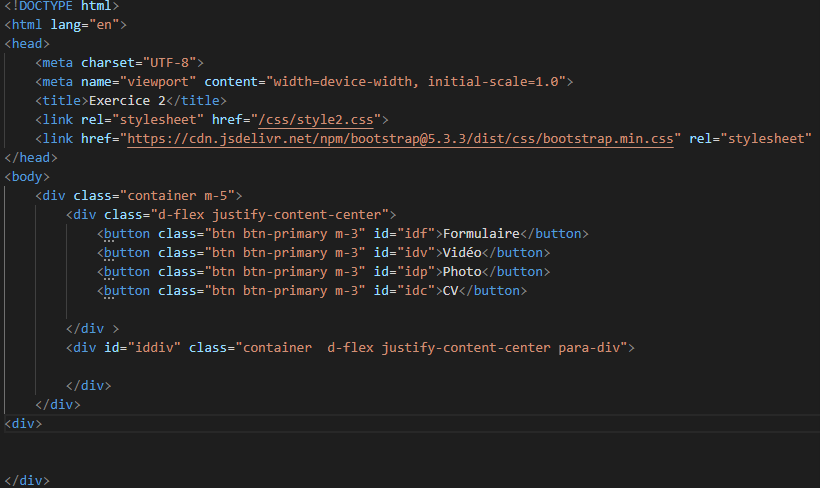 <!DOCTYPE html>
<html lang="en">
<head>
    <meta charset="UTF-8">
    <meta name="viewport" content="width=device-width, initial-scale=1.0">
    <title>Exercice 2</title>
    <link rel="stylesheet" href="/css/style2.css">
    <link href="https://cdn.jsdelivr.net/npm/bootstrap@5.3.3/dist/css/bootstrap.min.css" rel="stylesheet"
</head>
<body>
    <div class="container m-5">
        <div class="d-flex justify-content-center">
            <button class="btn btn-primary m-3" id="idf">Formulaire</button>
            <button class="btn btn-primary m-3" id="idv">Vidéo</button>
            <button class="btn btn-primary m-3" id="idp">Photo</button>
            <button class="btn btn-primary m-3" id="idc">CV</button>
        </div >
        <div id="iddiv" class="container  d-flex justify-content-center para-div">
        </div>
    </div>
<div>
</div>